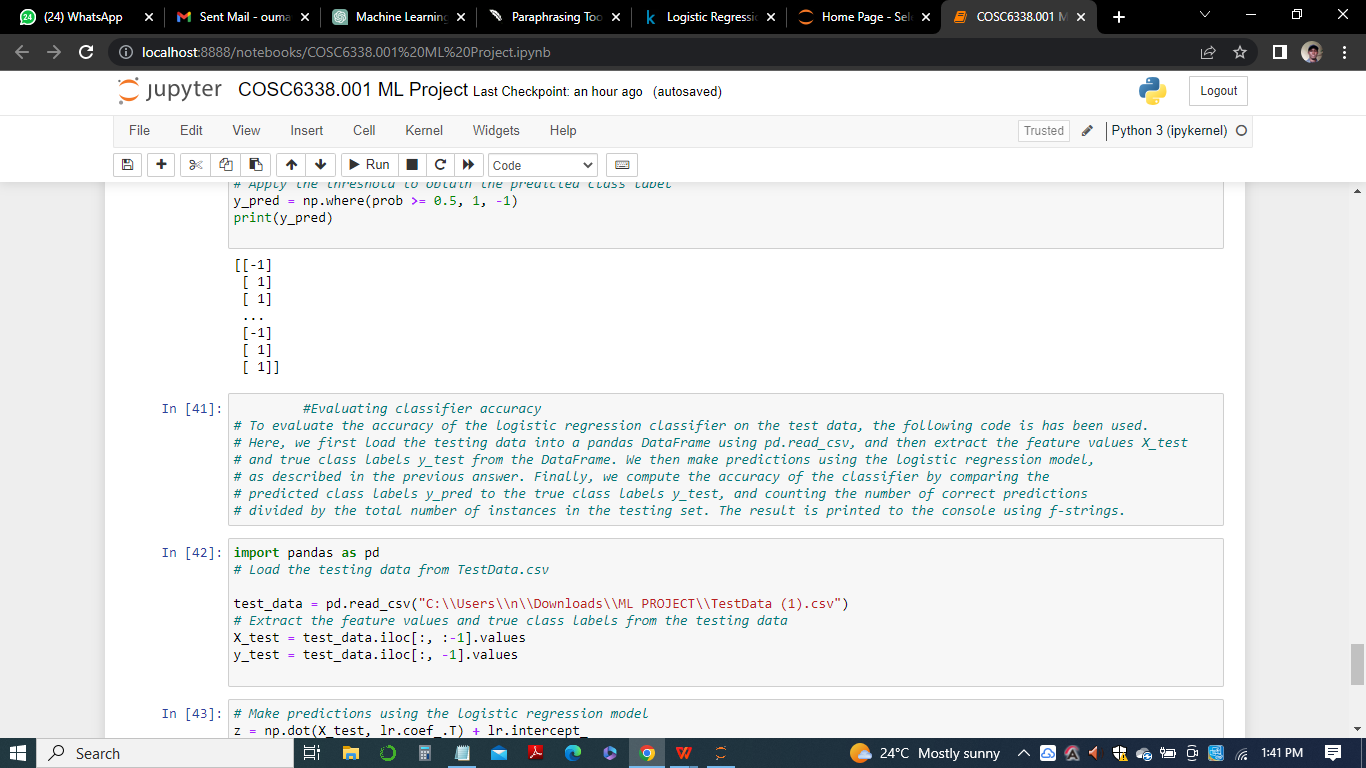 (24) WhatsApp
Sent Mail - ouma
Machine Learning
Paraphrasing Too
Logistic Regressi
Home Page - Sel
COSC6338.001 M
localhost:8888/notebooks/COSC6338.001%20ML%20Project.ipynb
jupyter COSC6338.001 ML Project Last Checkpoint: an hour ago (autosaved)
Logout
File Edit View Insert Cell Kernel Widgets Help
Trusted
Python 3 (ipykernel)
Run
Code
# Apply the threshold to obtain the predicted class label
y_pred = np.where(prob >= 0.5, 1, -1)
print(y_pred)
[[-1]
[ 1]
[ 1]
...
[-1]
[ 1]
[ 1]]
In [41]: #Evaluating classifier accuracy
# To evaluate the accuracy of the logistic regression classifier on the test data, the following code is has been used.
# Here, we first load the testing data into a pandas DataFrame using pd.read_csv, and then extract the feature values X_test
# and true class labels y_test from the DataFrame. We then make predictions using the logistic regression model,
# as described in the previous answer. Finally, we compute the accuracy of the classifier by comparing the
# predicted class labels y_pred to the true class labels y_test, and counting the number of correct predictions
# divided by the total number of instances in the testing set. The result is printed to the console using f-strings.
In [42]: import pandas as pd
# Load the testing data from TestData.csv
test_data = pd.read_csv("C:\\Users\\n\\Downloads\\ML PROJECT\\TestData (1).csv")
# Extract the feature values and true class labels from the testing data
X_test = test_data.iloc[:, :-1].values
y_test = test_data.iloc[:, -1].values
In [43]: # Make predictions using the logistic regression model
z = np.dot(X_test, lr.coef_.T) + lr.intercept_
Search
24°C Mostly sunny
1:41 PM